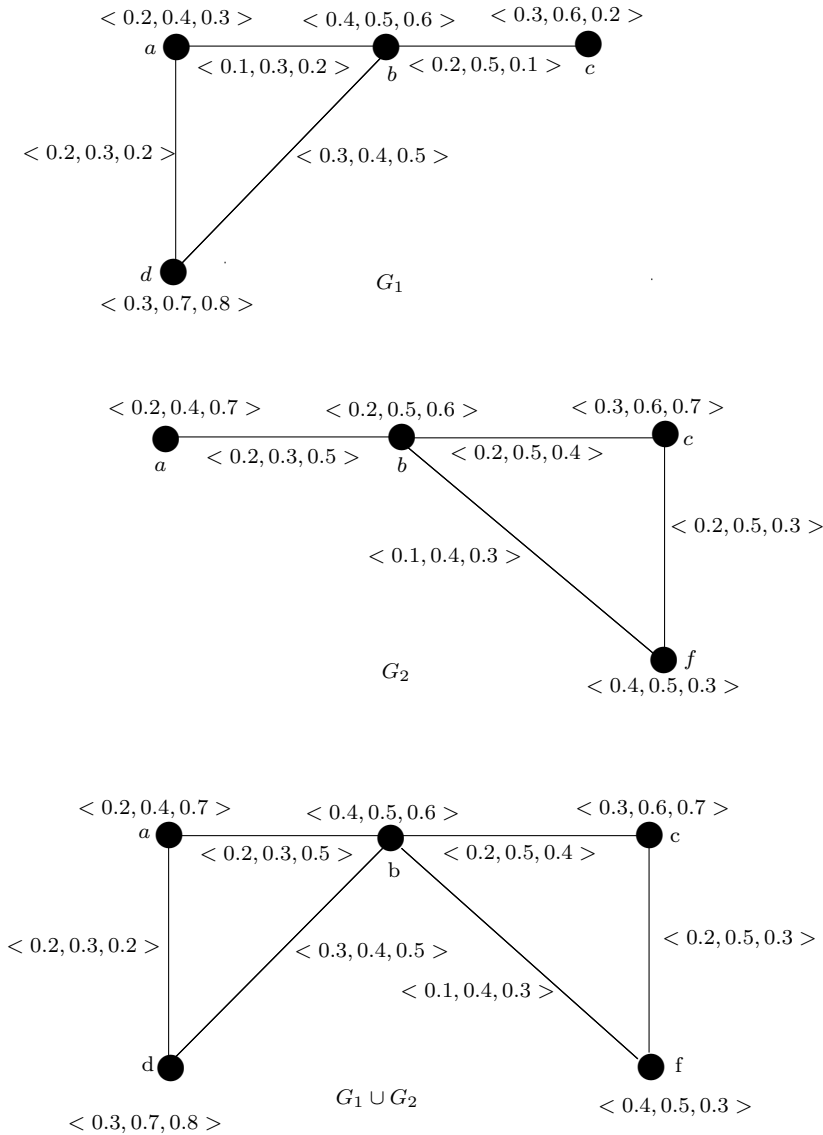 < 0.2, 0.4, 0.3 > < 0.4, 0.5, 0.6 > < 0.3, 0.6, 0.2 >
a
< 0.1, 0.3, 0.2 > b < 0.2, 0.5, 0.1 > c
< 0.2, 0.3, 0.2 > < 0.3, 0.4, 0.5 >
d
G₁
< 0.3, 0.7, 0.8 >
< 0.2, 0.4, 0.7 > < 0.2, 0.5, 0.6 > < 0.3, 0.6, 0.7 >
c
a < 0.2, 0.3, 0.5 > b < 0.2, 0.5, 0.4 >
< 0.2, 0.5, 0.3 >
< 0.1, 0.4, 0.3 >
f
G₂
< 0.4, 0.5, 0.3 >
< 0.2, 0.4, 0.7 > < 0.4, 0.5, 0.6 > < 0.3, 0.6, 0.7 >
a c
< 0.2, 0.3, 0.5 > b < 0.2, 0.5, 0.4 >
< 0.2, 0.3, 0.2 > < 0.3, 0.4, 0.5 > < 0.2, 0.5, 0.3 >
< 0.1, 0.4, 0.3 >
d f
G₁ ∪ G₂
< 0.4, 0.5, 0.3 >
< 0.3, 0.7, 0.8 >